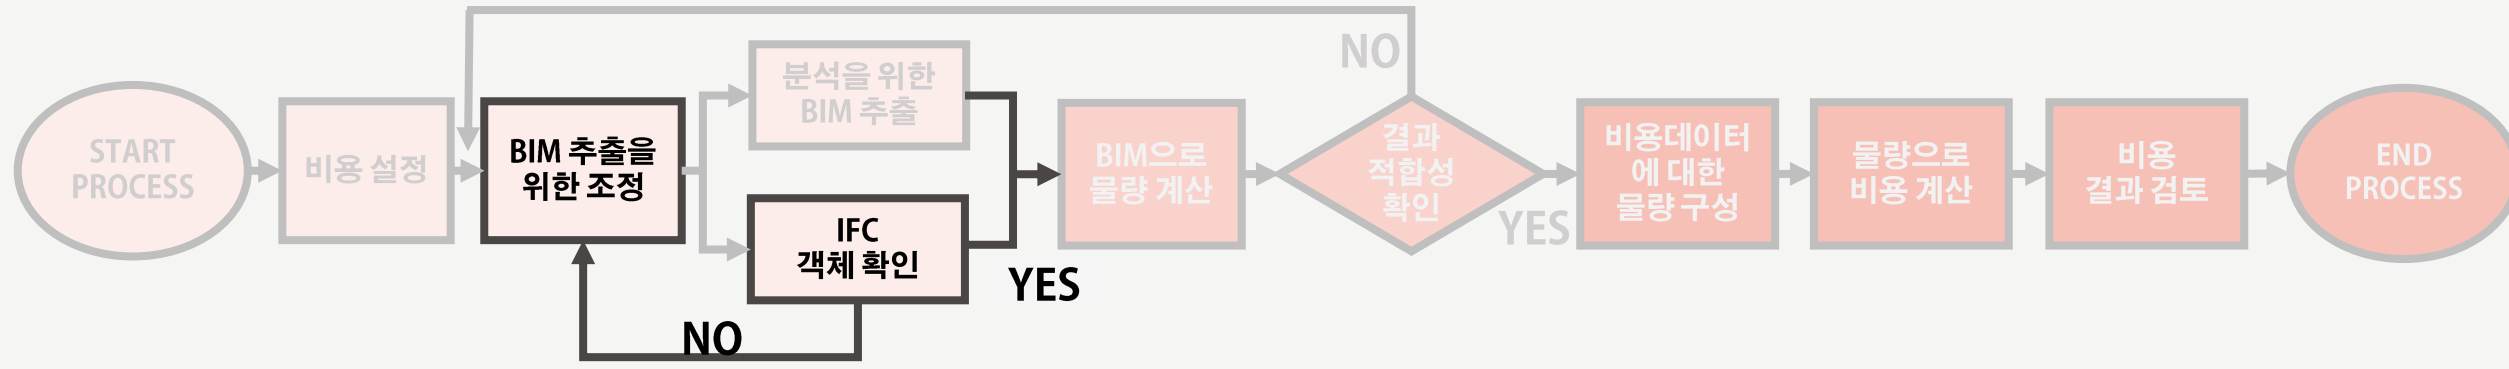 START
PROCESS
비용 설정
BIM 추출을
위한 조정
분석을 위한
BIM 추출
IFC
객체 확인
NO
YES
BIM으로
물량 계산
NO
결과
정확성
확인
YES
비용데이터
에 대한
물량 구성
물량으로
비용 계산
비용
결과 검토
END
PROCESS